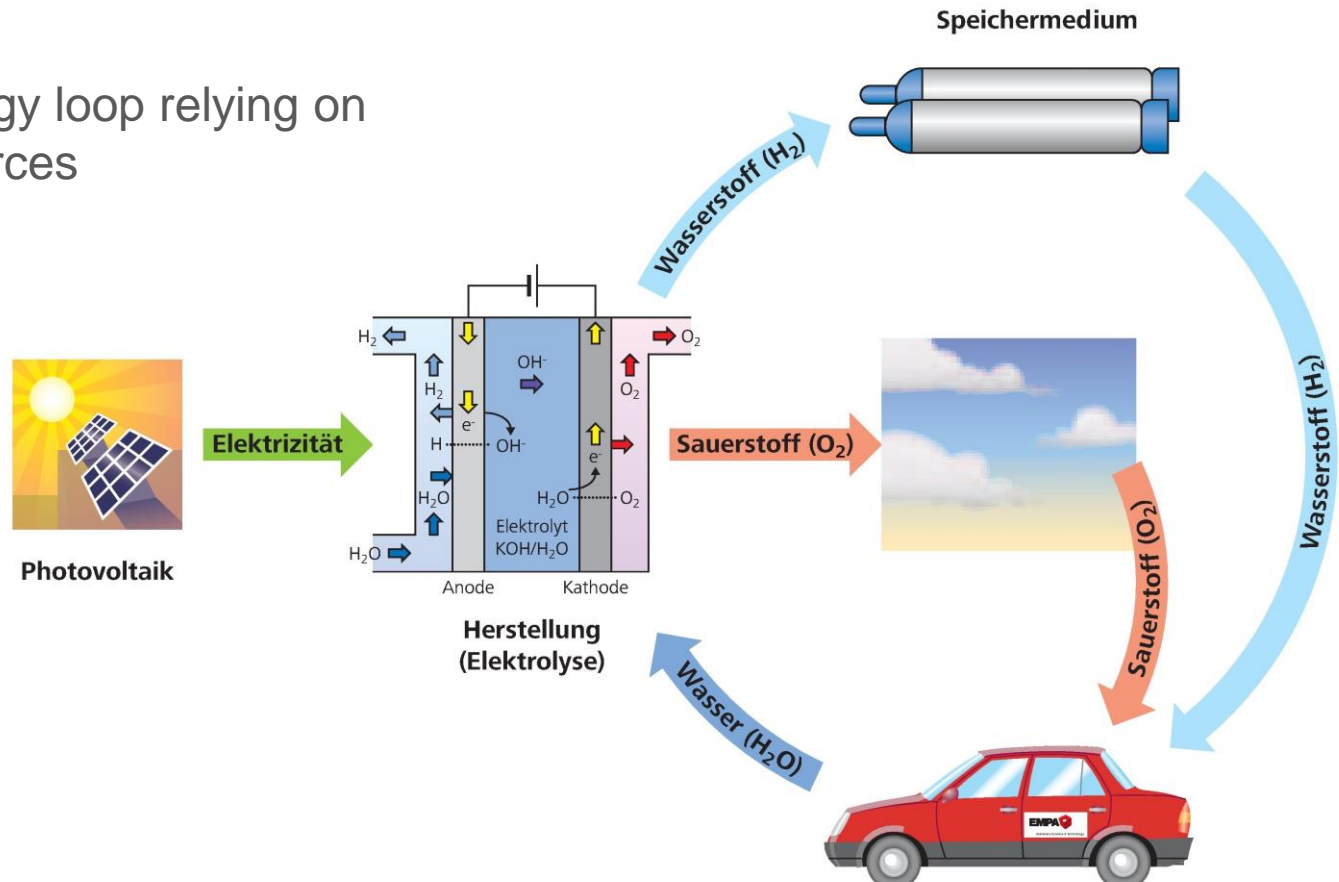 gy loop relying on
rces
Speichermedium
Wasserstoff (H₂)
Wasserstoff (H₂)
H₂
O₂
OH⁻
H₂
O₂
e⁻
H
OH⁻
e⁻
H₂O
H₂O
O₂
Elektrolyt
KOH/H₂O
H₂O
Anode
Kathode
Elektrizität
Photovoltaik
Herstellung
(Elektrolyse)
Sauerstoff (O₂)
Sauerstoff (O₂)
Wasser (H₂O)
EMPA